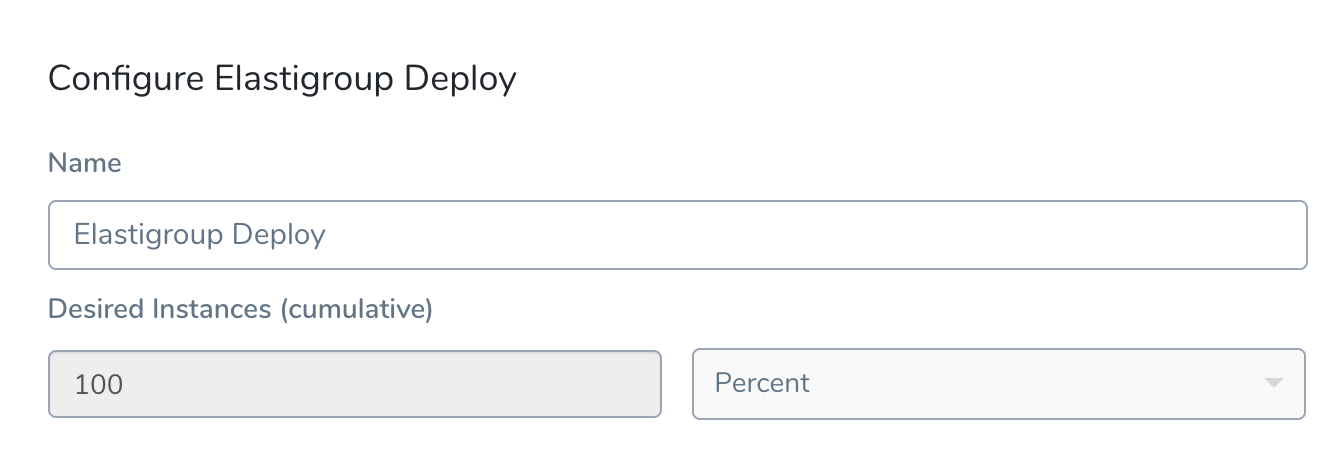 Configure Elastigroup Deploy
Name
Elastigroup Deploy
Desired Instances (cumulative)
100 Percent